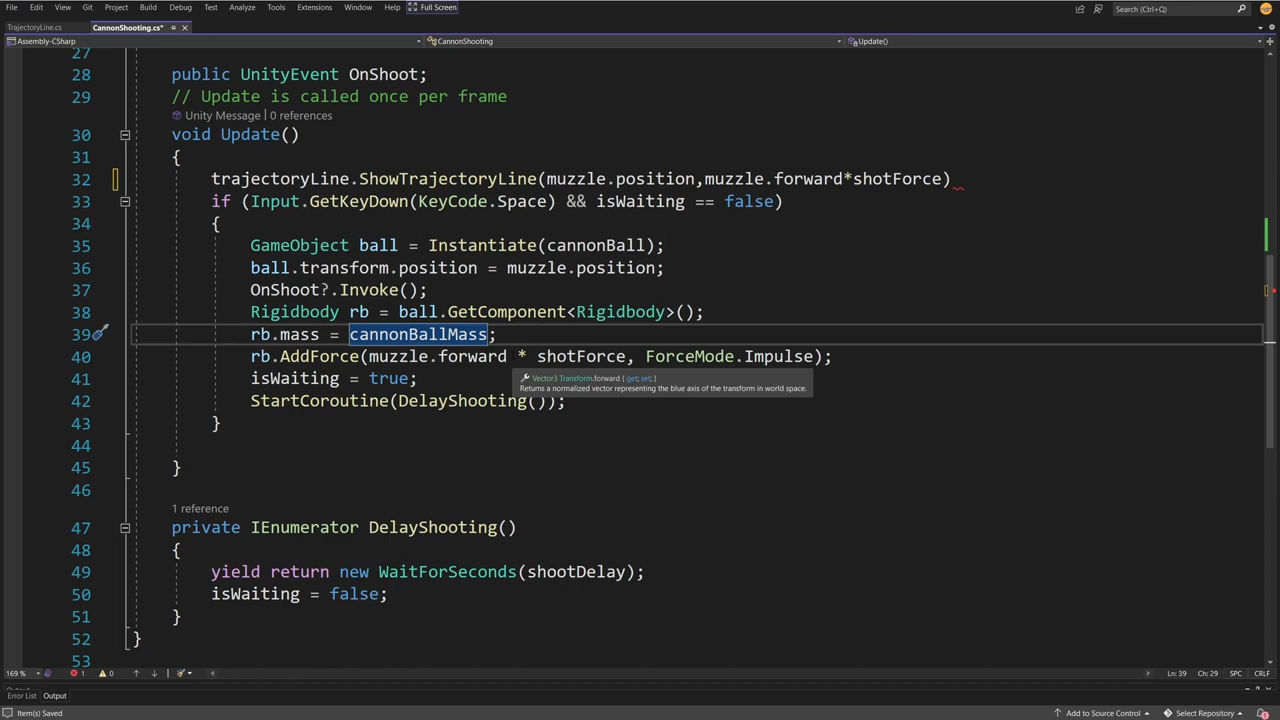 File Edit View Git Project Build Debug Test Analyze Tools Extensions Window Help Full Screen Search (Ctrl+Q)
TrajectoryLine.cs CannonShooting.cs*
Assembly-CSharp CannonShooting Update()
27
28 public UnityEvent OnShoot;
29 // Update is called once per frame
Unity Message | 0 references
30 void Update()
31 {
32 trajectoryLine.ShowTrajectoryLine(muzzle.position,muzzle.forward*shotForce)
33 if (Input.GetKeyDown(KeyCode.Space) && isWaiting == false)
34 {
35 GameObject ball = Instantiate(cannonBall);
36 ball.transform.position = muzzle.position;
37 OnShoot?.Invoke();
38 Rigidbody rb = ball.GetComponent<Rigidbody>();
39 rb.mass = cannonBallMass;
40 rb.AddForce(muzzle.forward * shotForce, ForceMode.Impulse);
Vector3 Transform.forward { get; set; }
41 isWaiting = true;
Returns a normalized vector representing the blue axis of the transform in world space.
42 StartCoroutine(DelayShooting());
43 }
44
45 }
46
1 reference
47 private IEnumerator DelayShooting()
48 {
49 yield return new WaitForSeconds(shootDelay);
50 isWaiting = false;
51 }
52 }
53
169 % 1 0 Ln: 39 Ch: 29 SPC CRLF
Error List Output
Item(s) Saved Add to Source Control Select Repository 1